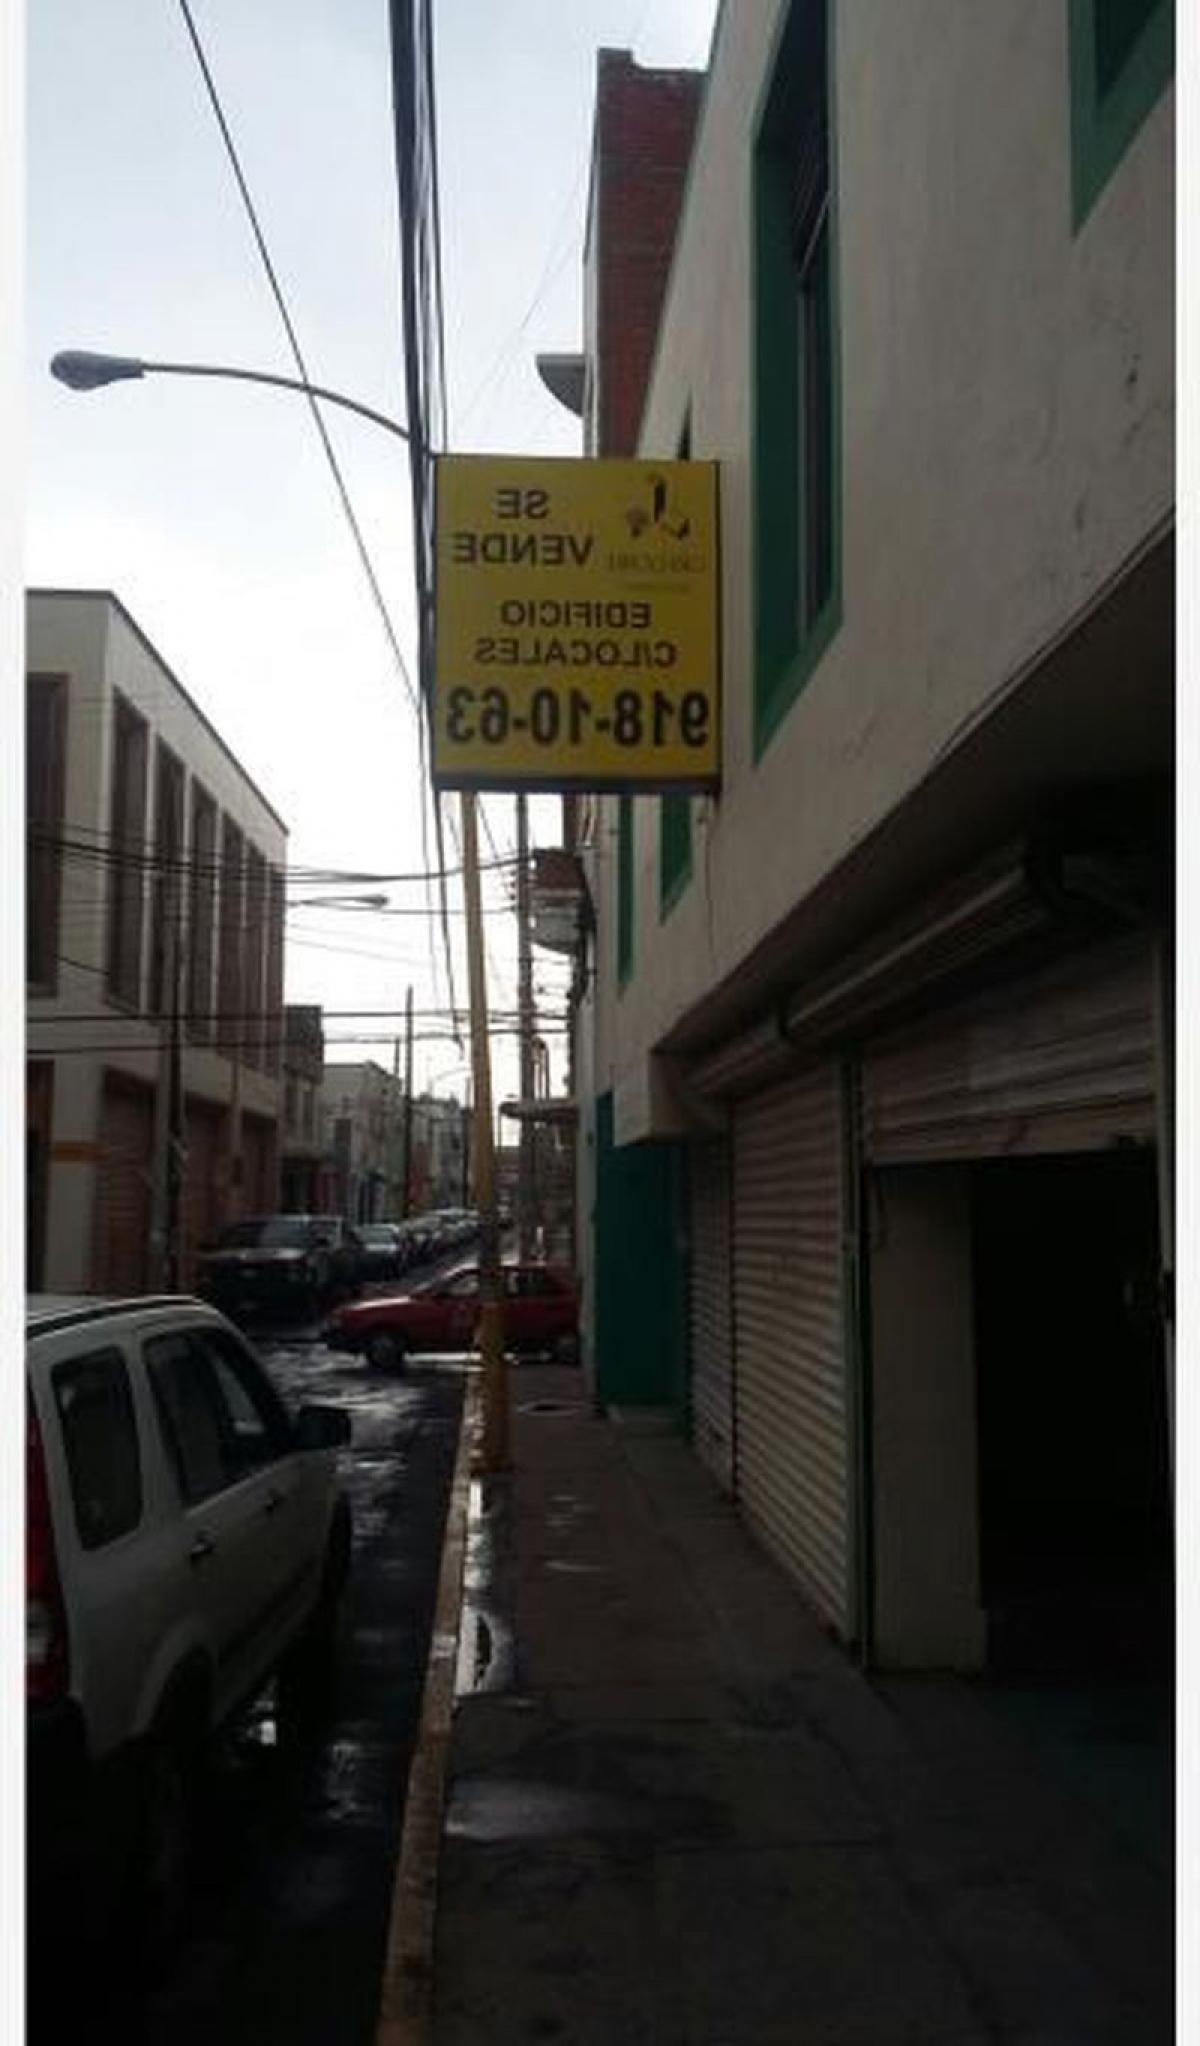 SE
VENDE
EDIFICIO
C/LOCALES
918-10-63